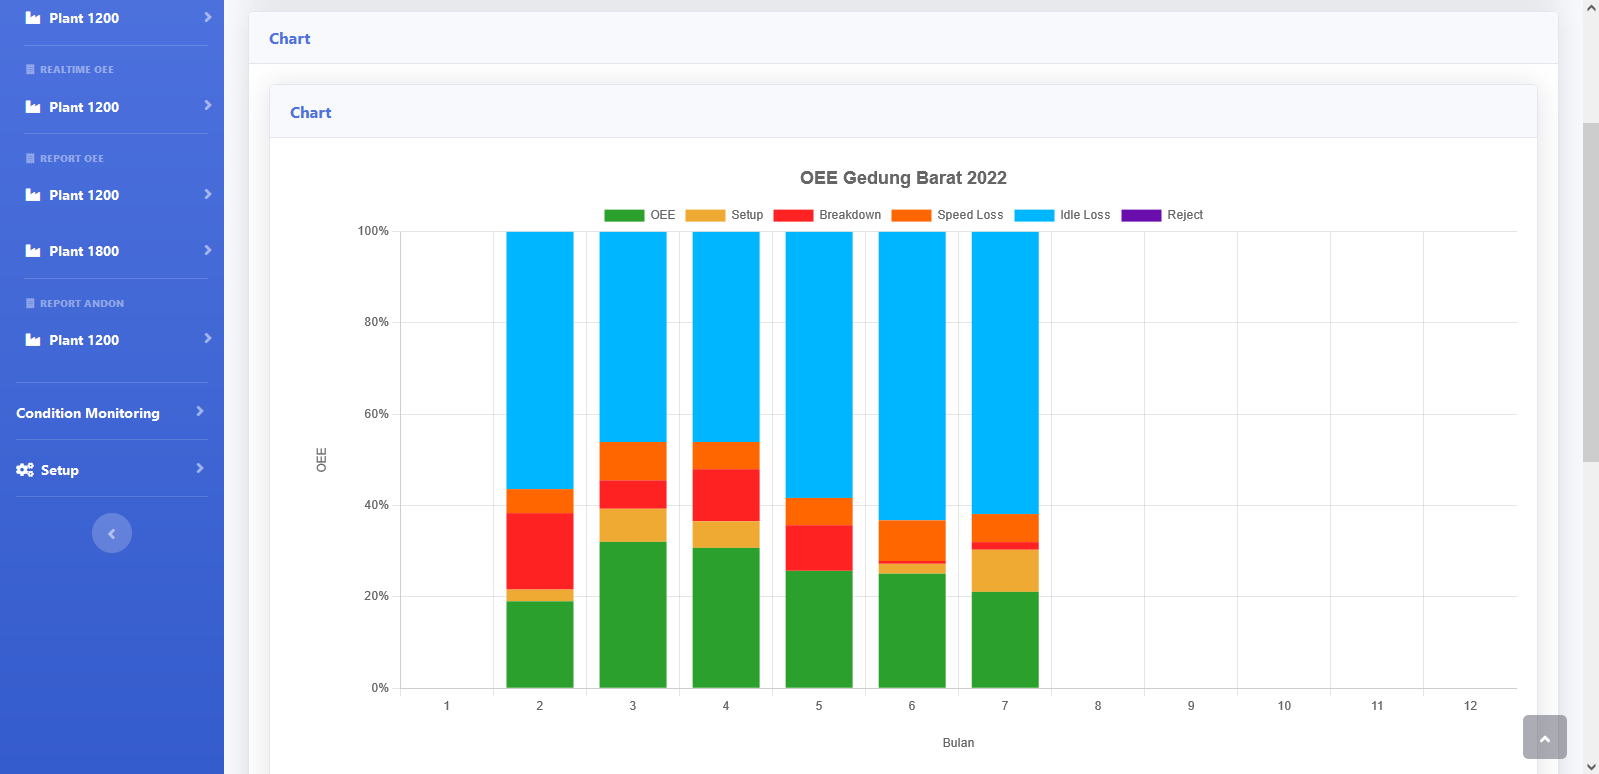 Plant 1200
REALTIME OEE
Plant 1200
REPORT OEE
Plant 1200
Plant 1800
REPORT ANDON
Plant 1200
Condition Monitoring
Setup
Chart
Chart
OEE Gedung Barat 2022
OEE Setup Breakdown Speed Loss Idle Loss Reject
100%
80%
60%
40%
20%
0%
OEE
1 2 3 4 5 6 7 8 9 10 11 12
Bulan